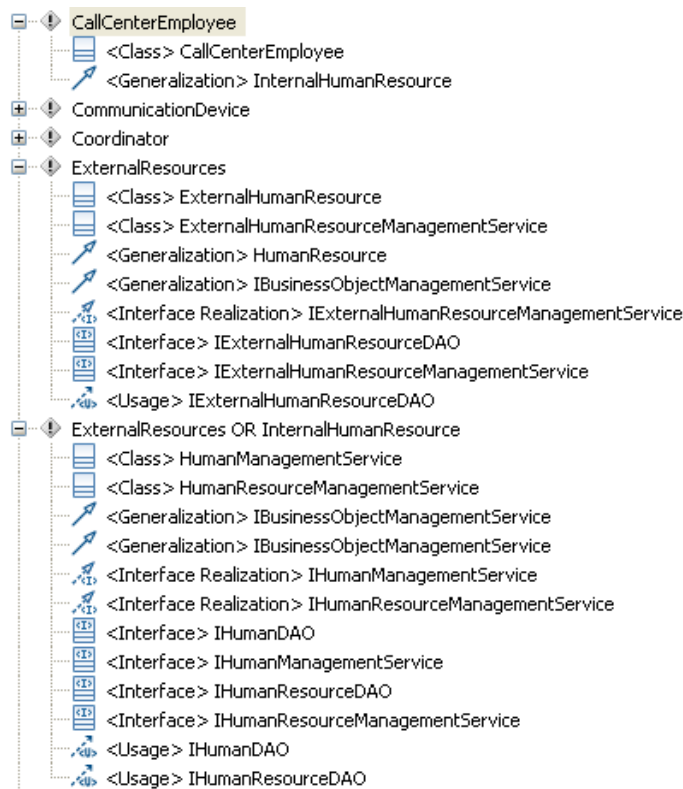 CallCenterEmployee
<Class> CallCenterEmployee
<Generalization> InternalHumanResource
CommunicationDevice
Coordinator
ExternalResources
<Class> ExternalHumanResource
<Class> ExternalHumanResourceManagementService
<Generalization> HumanResource
<Generalization> IBusinessObjectManagementService
<Interface Realization> IExternalHumanResourceManagementService
<Interface> IExternalHumanResourceDAO
<Interface> IExternalHumanResourceManagementService
<Usage> IExternalHumanResourceDAO
ExternalResources OR InternalHumanResource
<Class> HumanManagementService
<Class> HumanResourceManagementService
<Generalization> IBusinessObjectManagementService
<Generalization> IBusinessObjectManagementService
<Interface Realization> IHumanManagementService
<Interface Realization> IHumanResourceManagementService
<Interface> IHumanDAO
<Interface> IHumanManagementService
<Interface> IHumanResourceDAO
<Interface> IHumanResourceManagementService
<Usage> IHumanDAO
<Usage> IHumanResourceDAO